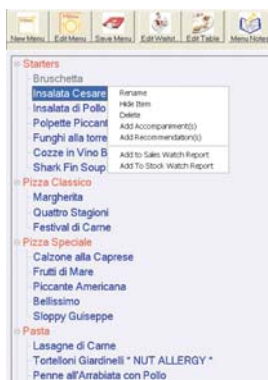 New Menu Edit Menu Save Menu Edit Waitst. Edit Table Menu Notes
Starters
Bruschetta
Insalata Cesare
Insalata di Pollo
Polpette Piccant
Funghi alla torre
Cozze in Vino B
Shark Fin Soup
Rename
Hide Item
Delete
Add Accompaniment(s)
Add Recommendation(s)
Add to Sales Watch Report
Add To Stock Watch Report
Pizza Classico
Margherita
Quattro Stagioni
Festival di Carne
Pizza Speciale
Calzone alla Caprese
Frutti di Mare
Piccante Americana
Bellissimo
Sloppy Guiseppe
Pasta
Lasagne di Carne
Tortelloni Giardinelli * NUT ALLERGY *
Penne all'Arrabiata con Pollo